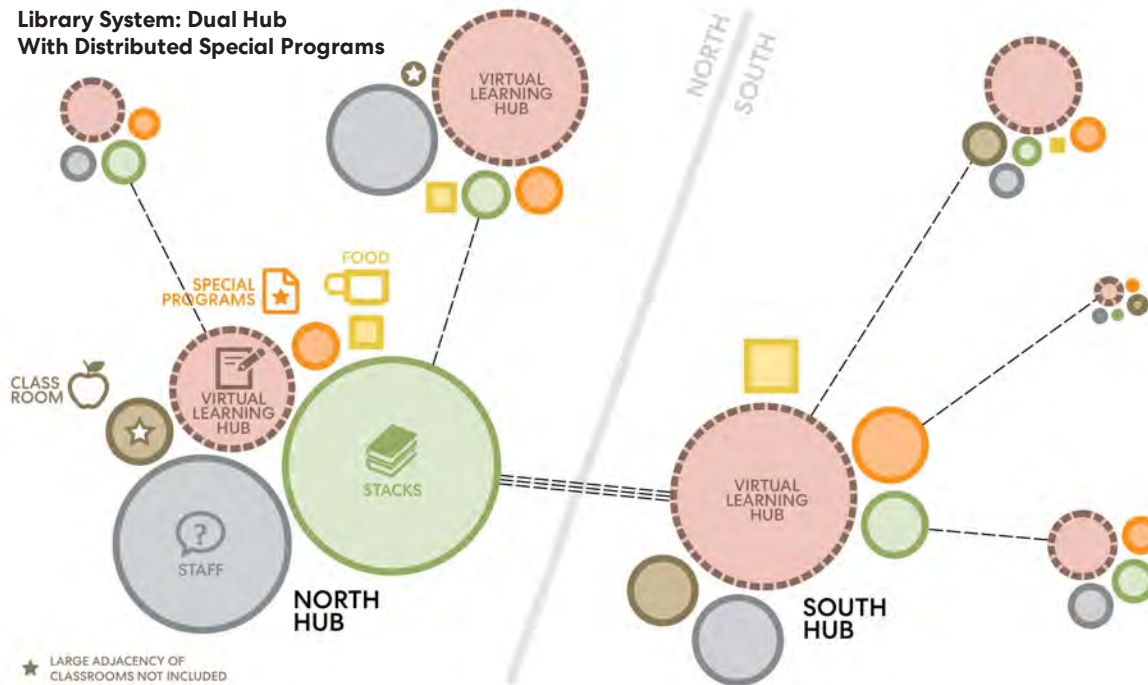 Library System: Dual Hub
With Distributed Special Programs
VIRTUAL
LEARNING
HUB
NORTH
SOUTH
SPECIAL
PROGRAMS
FOOD
CLASS
ROOM
VIRTUAL
LEARNING
HUB
STACKS
?
STAFF
NORTH
HUB
VIRTUAL
LEARNING
HUB
SOUTH
HUB
LARGE ADJACENCY OF
CLASSROOMS NOT INCLUDED